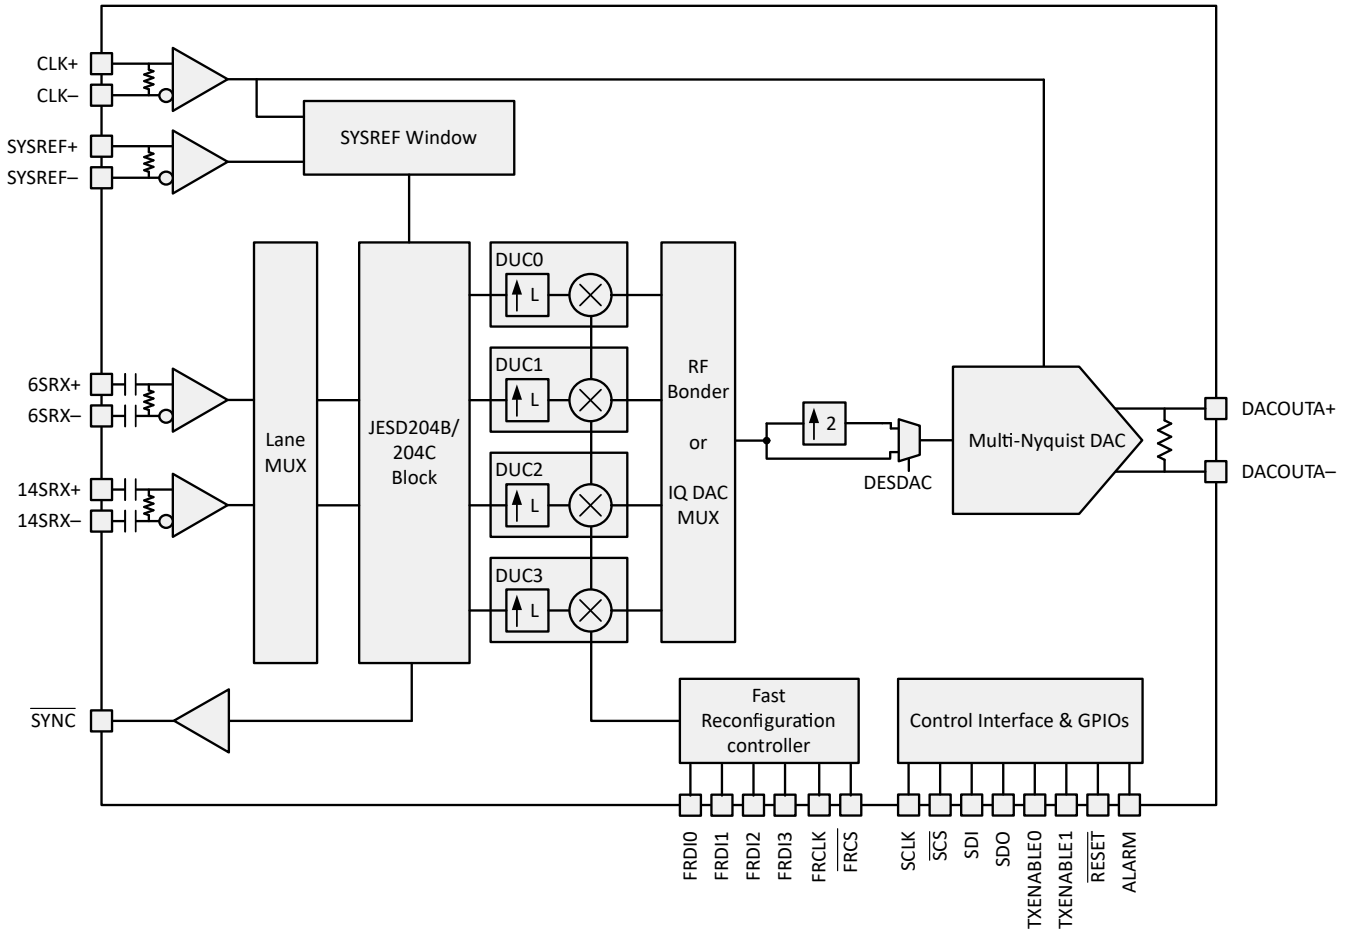 CLK+
CLK–
SYSREF+
SYSREF–
SYSREF Window
6SRX+
6SRX–
14SRX+
14SRX–
Lane
MUX
JESD204B/
204C
Block
DUC0
L
DUC1
L
DUC2
L
DUC3
L
RF
Bonder
or
IQ DAC
MUX
2
DESDAC
Multi-Nyquist DAC
DACOUTA+
DACOUTA–
SYNC
Fast
Reconfiguration
controller
Control Interface & GPIOs
FRDI0
FRDI1
FRDI2
FRDI3
FRCLK
FRCS
SCLK
SCS
SDI
SDO
TXENABLE0
TXENABLE1
RESET
ALARM